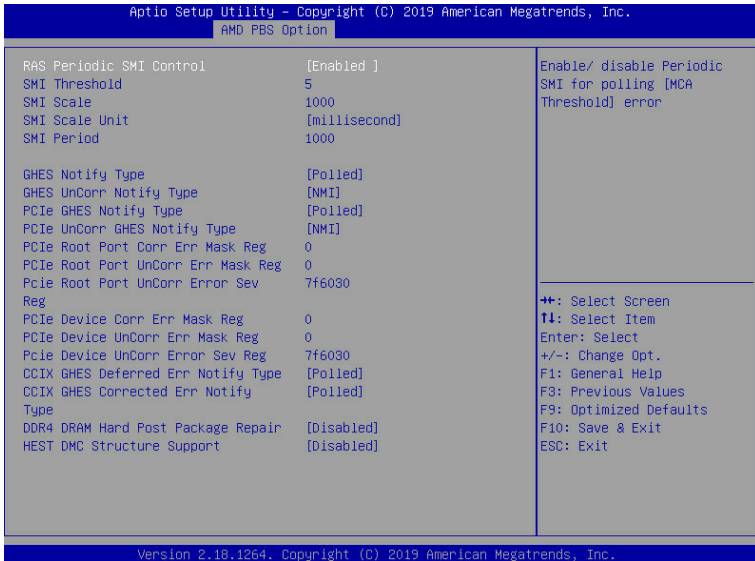 Aptio Setup Utility – Copyright (C) 2019 American Megatrends, Inc.
AMD PBS Option
RAS Periodic SMI Control [Enabled ]
SMI Threshold 5
SMI Scale 1000
SMI Scale Unit [millisecond]
SMI Period 1000
GHES Notify Type [Polled]
GHES UnCorr Notify Type [NMI]
PCIe GHES Notify Type [Polled]
PCIe UnCorr GHES Notify Type [NMI]
PCIe Root Port Corr Err Mask Reg 0
PCIe Root Port UnCorr Err Mask Reg 0
Pcie Root Port UnCorr Error Sev 7f6030
Reg
PCIe Device Corr Err Mask Reg 0
PCIe Device UnCorr Err Mask Reg 0
Pcie Device UnCorr Error Sev Reg 7f6030
CCIX GHES Deferred Err Notify Type [Polled]
CCIX GHES Corrected Err Notify [Polled]
Type
DDR4 DRAM Hard Post Package Repair [Disabled]
HEST DMC Structure Support [Disabled]
Enable/ disable Periodic
SMI for polling [MCA
Threshold] error
→←: Select Screen
↑↓: Select Item
Enter: Select
+/-: Change Opt.
F1: General Help
F3: Previous Values
F9: Optimized Defaults
F10: Save & Exit
ESC: Exit
Version 2.18.1264. Copyright (C) 2019 American Megatrends, Inc.